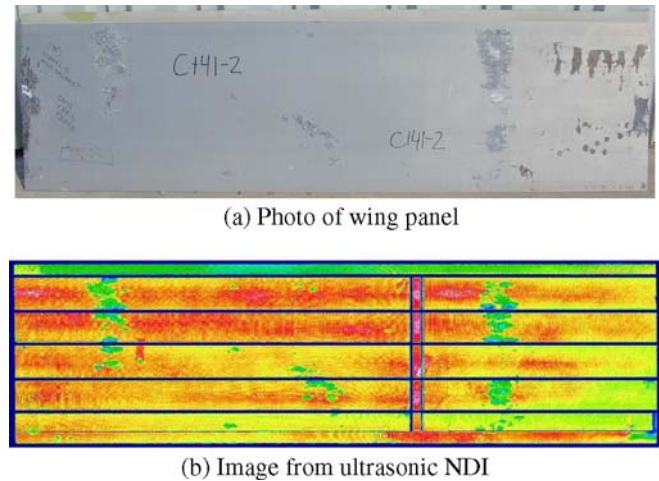 C141-2
C141-2
(a) Photo of wing panel
(b) Image from ultrasonic NDI